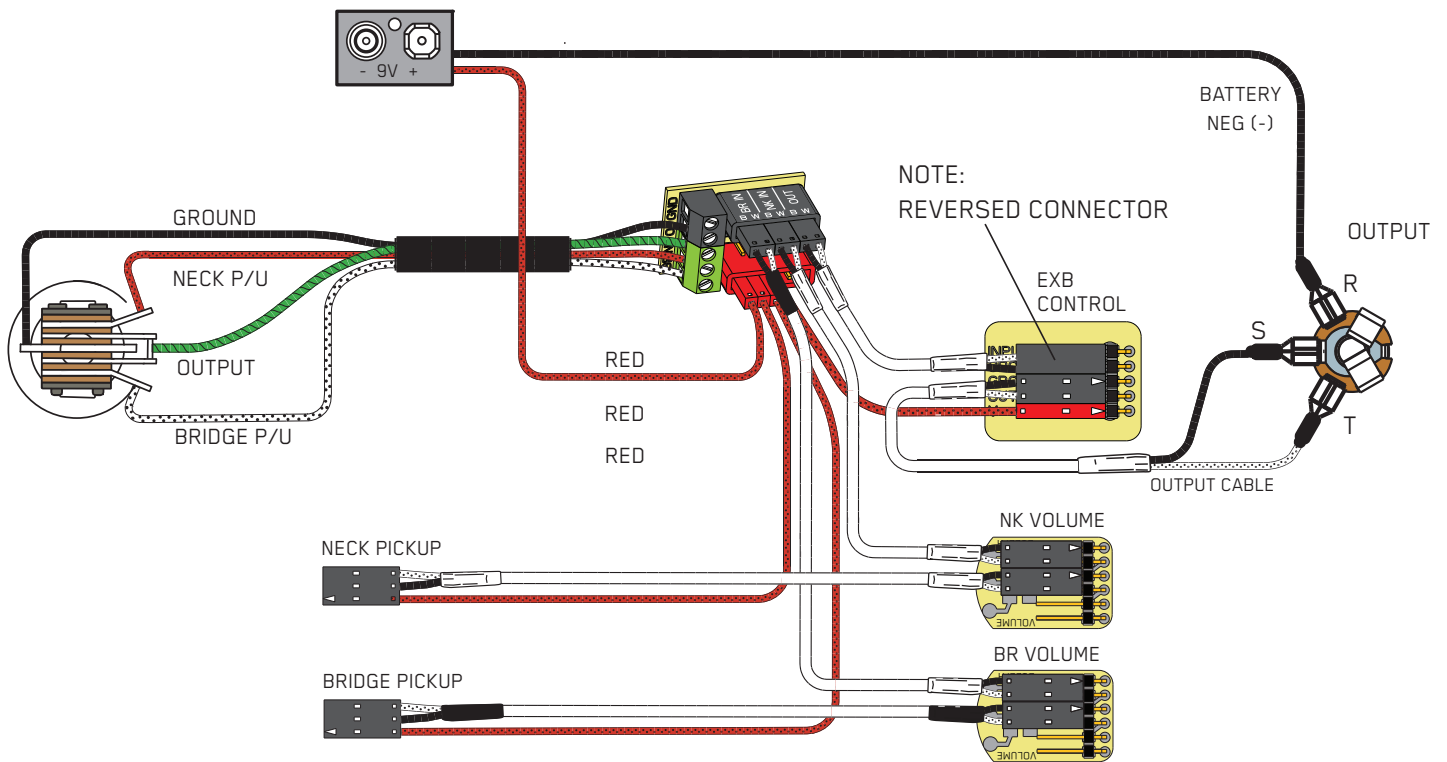 - 9V +
BATTERY
NEG (-)
NOTE:
REVERSED CONNECTOR
GROUND
OUTPUT
NECK P/U
GND
BR IN
NK IN
OUT
B W
B W
B W
EXB
CONTROL
R
S
OUTPUT
RED
T
RED
BRIDGE P/U
RED
OUTPUT CABLE
NK VOLUME
NECK PICKUP
VOLUME
BR VOLUME
BRIDGE PICKUP
VOLUME